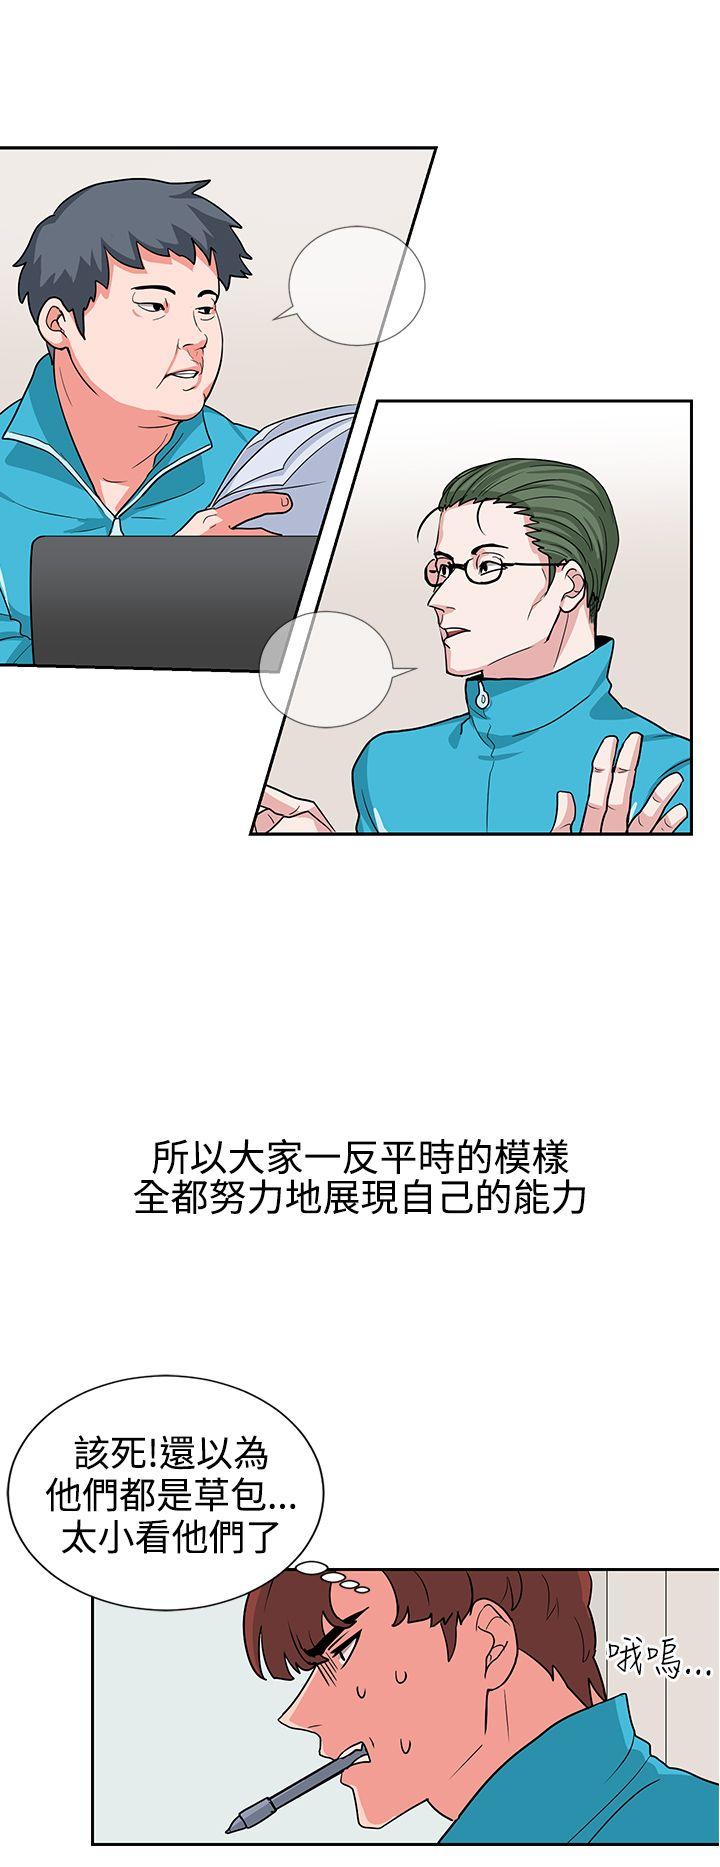 所以大家一反平時的模樣
全都努力地展現自己的能力
該死!還以為
他們都是草包...
太小看他們了
哦嗚...